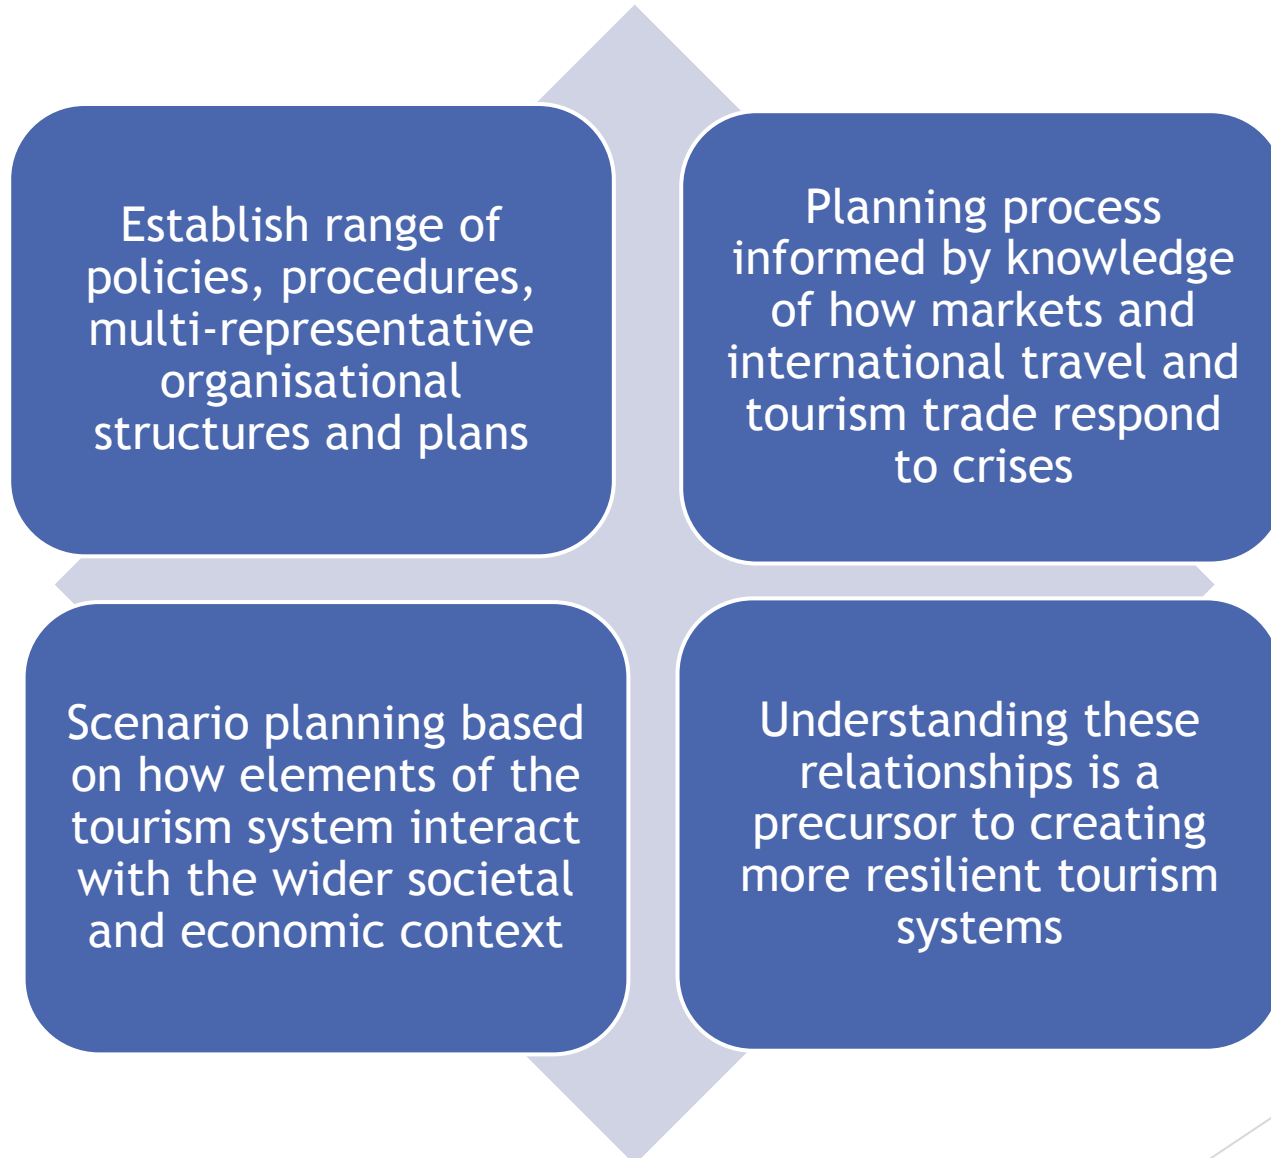 Establish range of
policies, procedures,
multi-representative
organisational
structures and plans
Planning process
informed by knowledge
of how markets and
international travel and
tourism trade respond
to crises
Scenario planning based
on how elements of the
tourism system interact
with the wider societal
and economic context
Understanding these
relationships is a
precursor to creating
more resilient tourism
systems